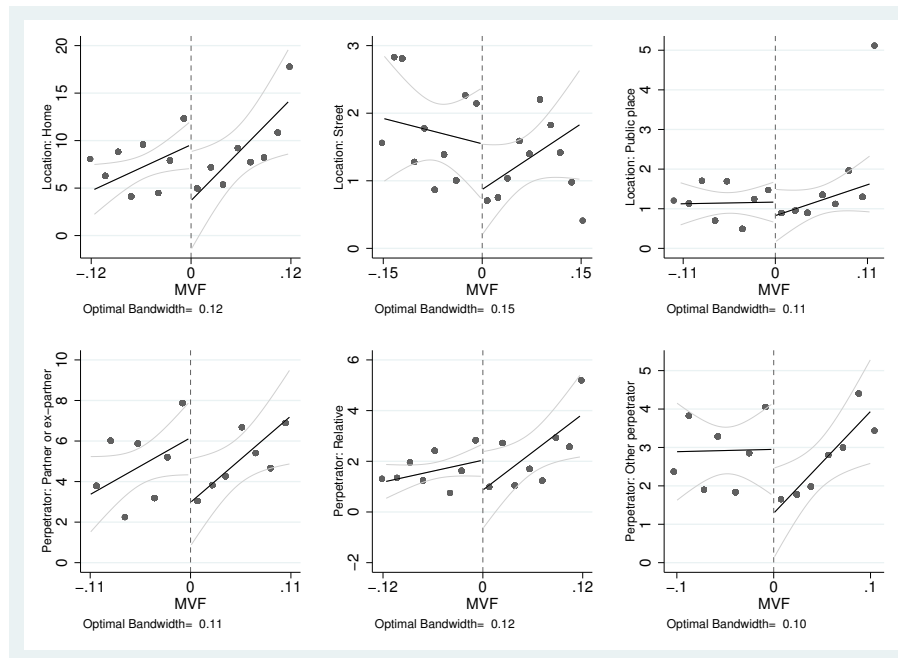 Location: Home
20
15
10
5
0
−.12 0 .12
MVF
Optimal Bandwidth= 0.12
Location: Street
3
2
1
0
−.15 0 .15
MVF
Optimal Bandwidth= 0.15
Location: Public place
5
4
3
2
1
0
−.11 0 .11
MVF
Optimal Bandwidth= 0.11
Perpetrator: Partner or ex−partner
10
8
6
4
2
0
−.11 0 .11
MVF
Optimal Bandwidth= 0.11
Perpetrator: Relative
6
4
2
0
−2
−.12 0 .12
MVF
Optimal Bandwidth= 0.12
Perpetrator: Other perpetrator
5
4
3
2
1
0
−.1 0 .1
MVF
Optimal Bandwidth= 0.10